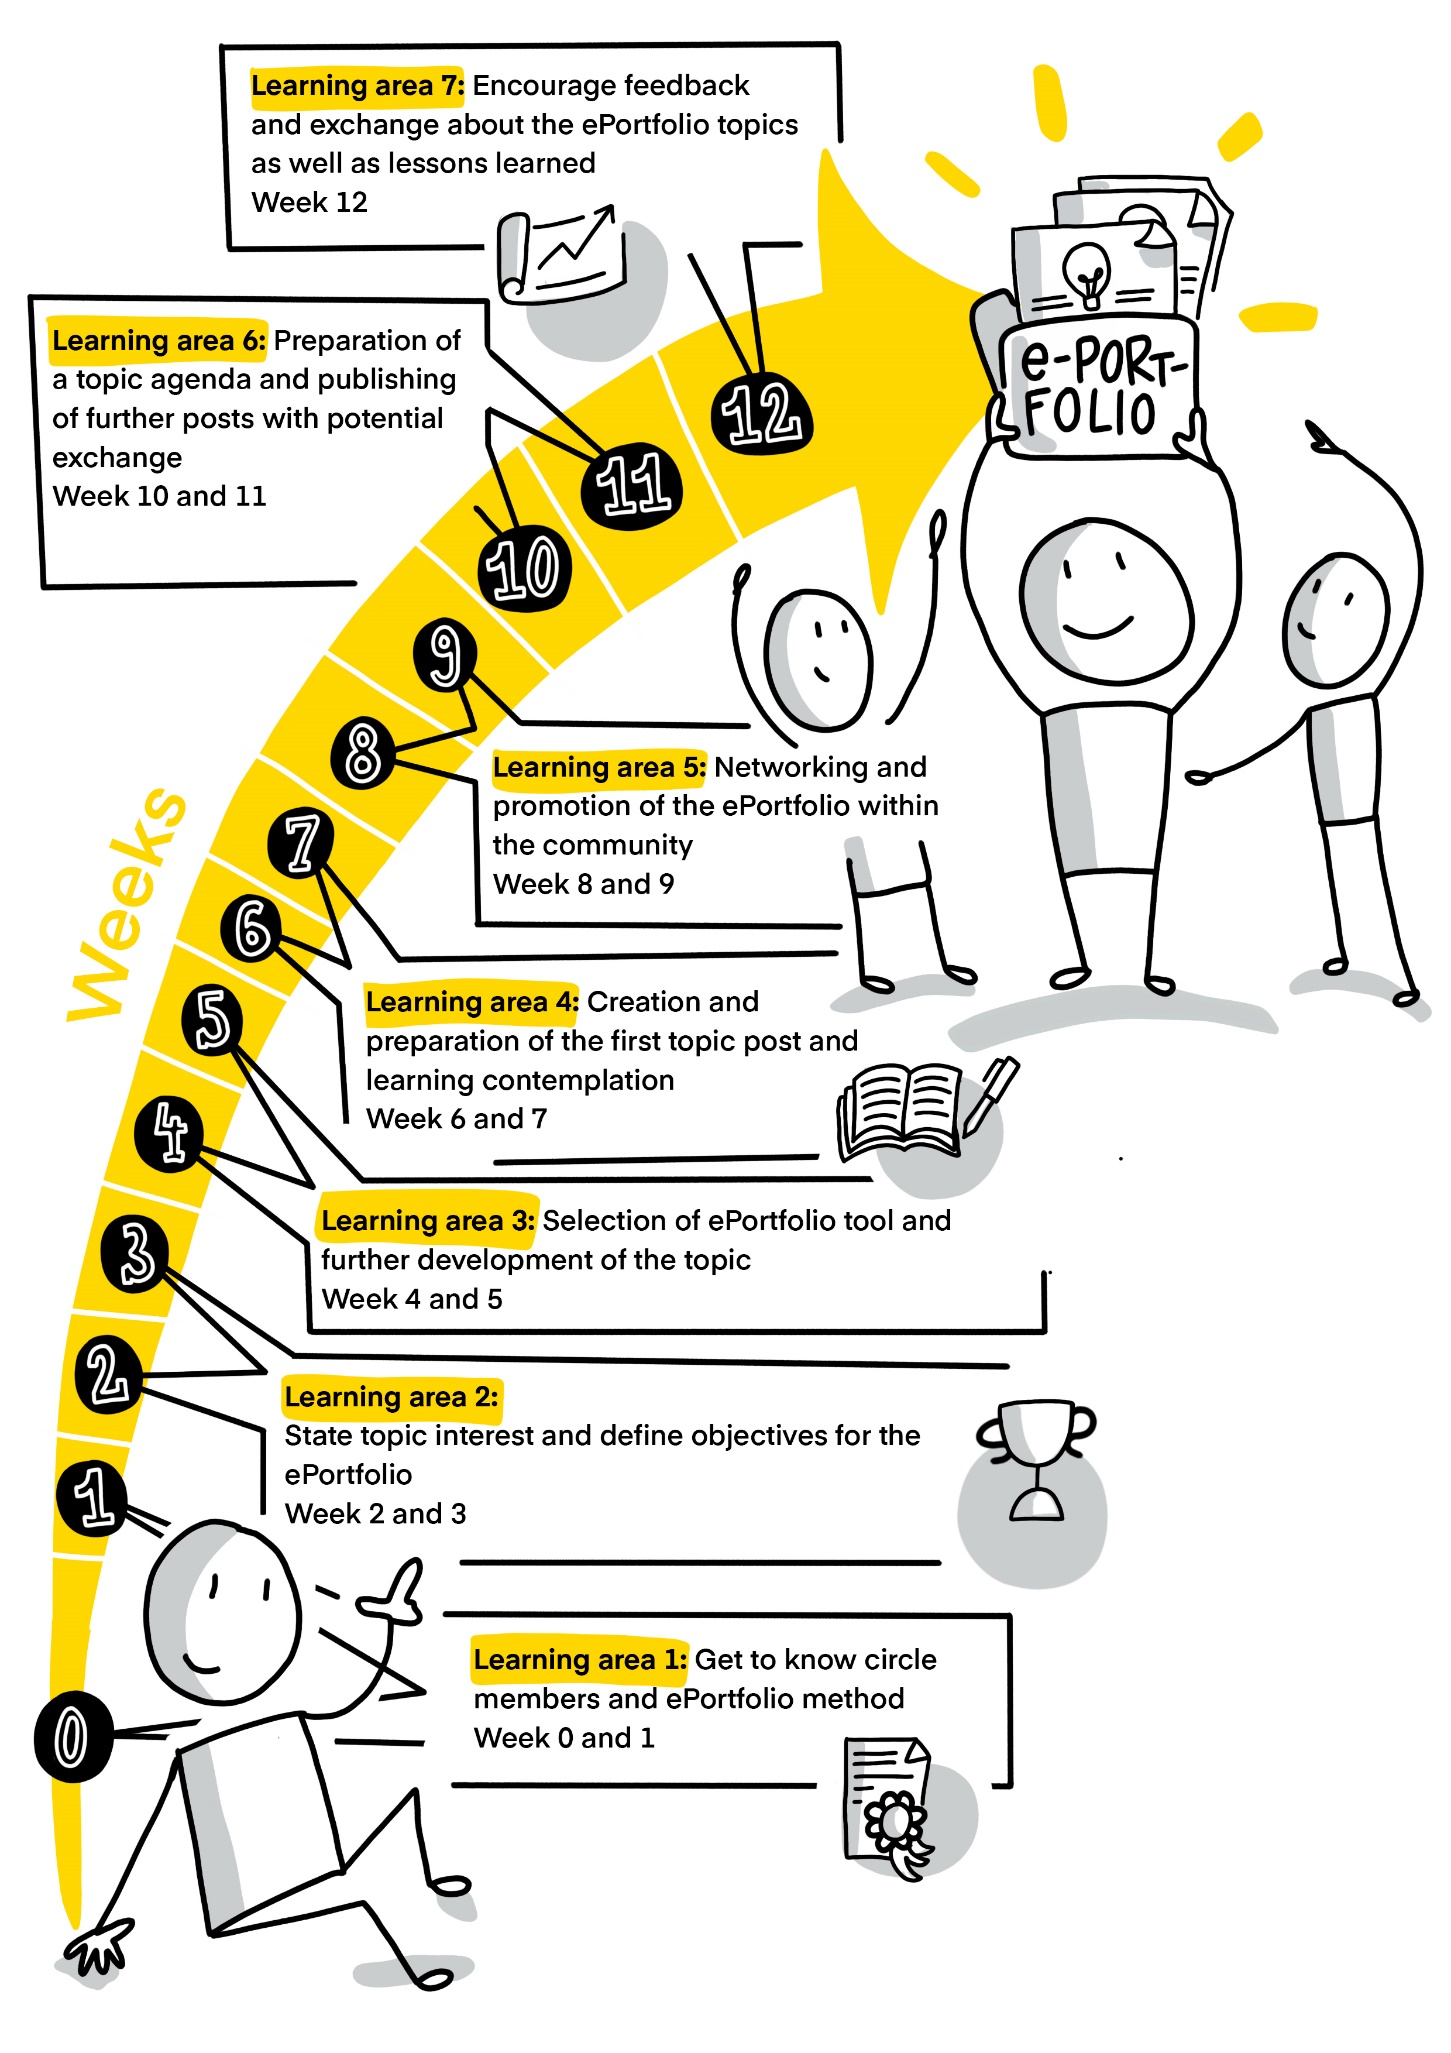 Learning area 7: Encourage feedback
and exchange about the ePortfolio topics
as well as lessons learned
Week 12
Learning area 6: Preparation of
a topic agenda and publishing
of further posts with potential
exchange
Week 10 and 11
e-PORT-
FOLIO
12
11
10
9
8
Learning area 5: Networking and
promotion of the ePortfolio within
the community
Week 8 and 9
Weeks
7
6
5
Learning area 4: Creation and
preparation of the first topic post and
learning contemplation
Week 6 and 7
4
3
Learning area 3: Selection of ePortfolio tool and
further development of the topic
Week 4 and 5
2
1
Learning area 2:
State topic interest and define objectives for the
ePortfolio
Week 2 and 3
Learning area 1: Get to know circle
members and ePortfolio method
Week 0 and 1
0